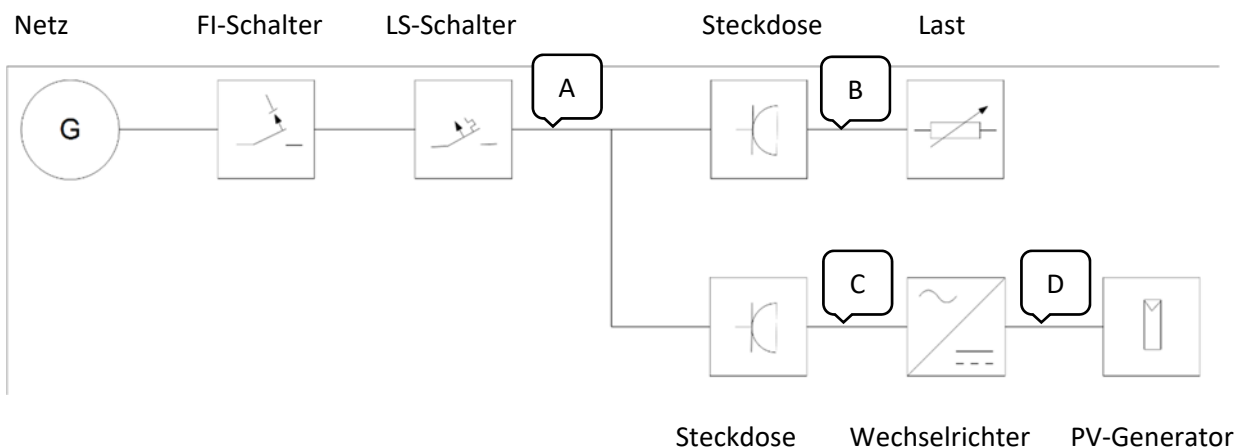 Netz FI-Schalter LS-Schalter Steckdose Last
A B
G
C D
Steckdose Wechselrichter PV-Generator